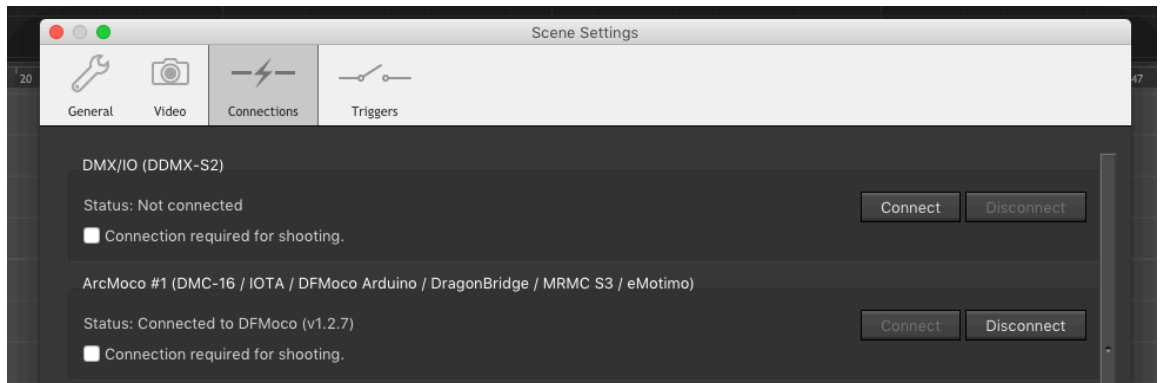 Scene Settings
20
47
General
Video
Connections
Triggers
DMX/IO (DDMX-S2)
Status: Not connected
Connect
Disconnect
Connection required for shooting.
ArcMoco #1 (DMC-16 / IOTA / DFMoco Arduino / DragonBridge / MRMC S3 / eMotimo)
Status: Connected to DFMoco (v1.2.7)
Connect
Disconnect
Connection required for shooting.